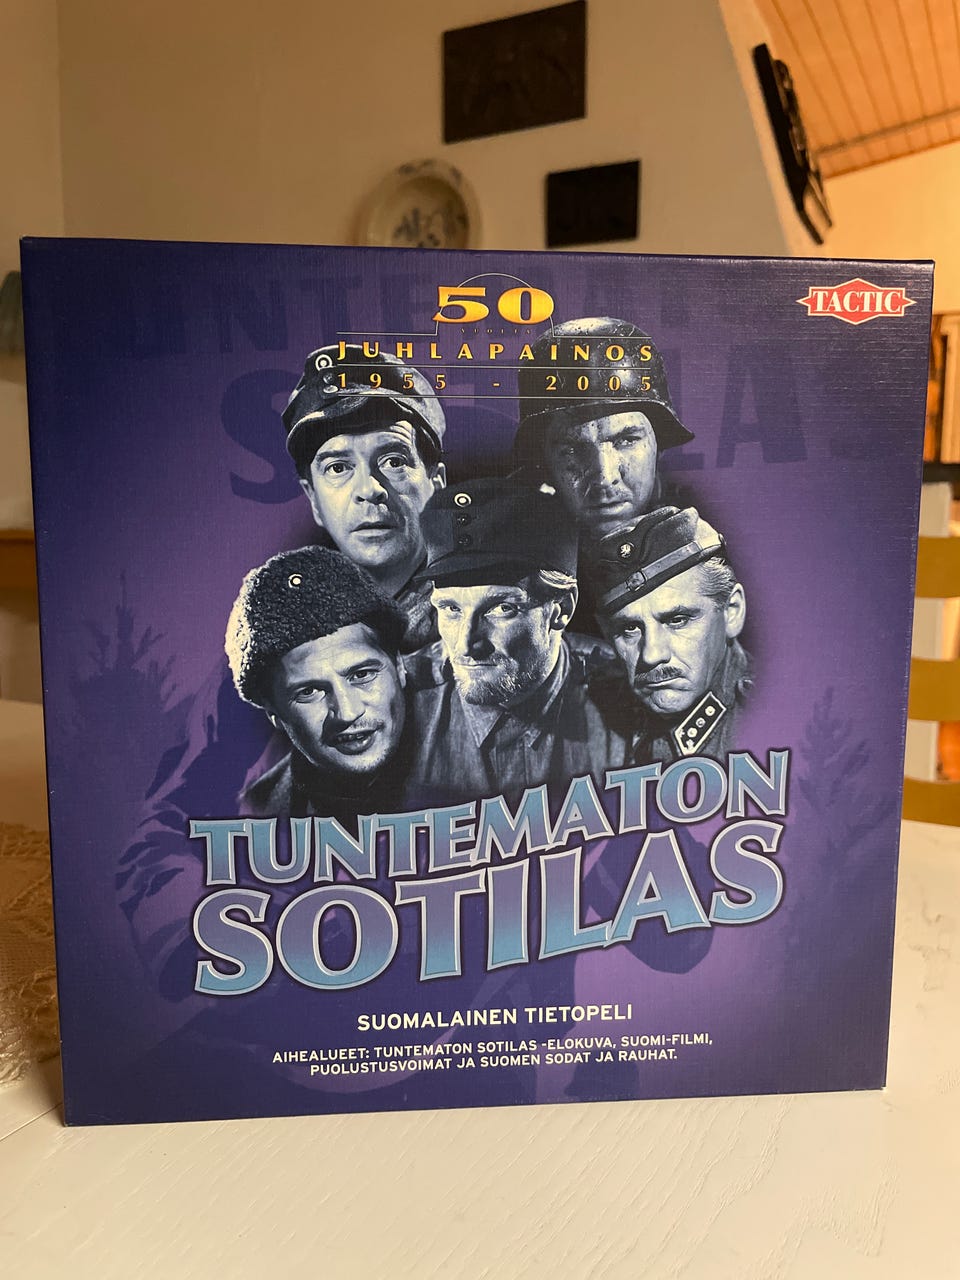 50
VUOTTA
JUHLAPAINOS
1955 - 2005
TACTIC
TUNTEMATON
SOTILAS
SUOMALAINEN TIETOPELI
AIHEALUEET: TUNTEMATON SOTILAS -ELOKUVA, SUOMI-FILMI,
PUOLUSTUSVOIMAT JA SUOMEN SODAT JA RAUHAT.